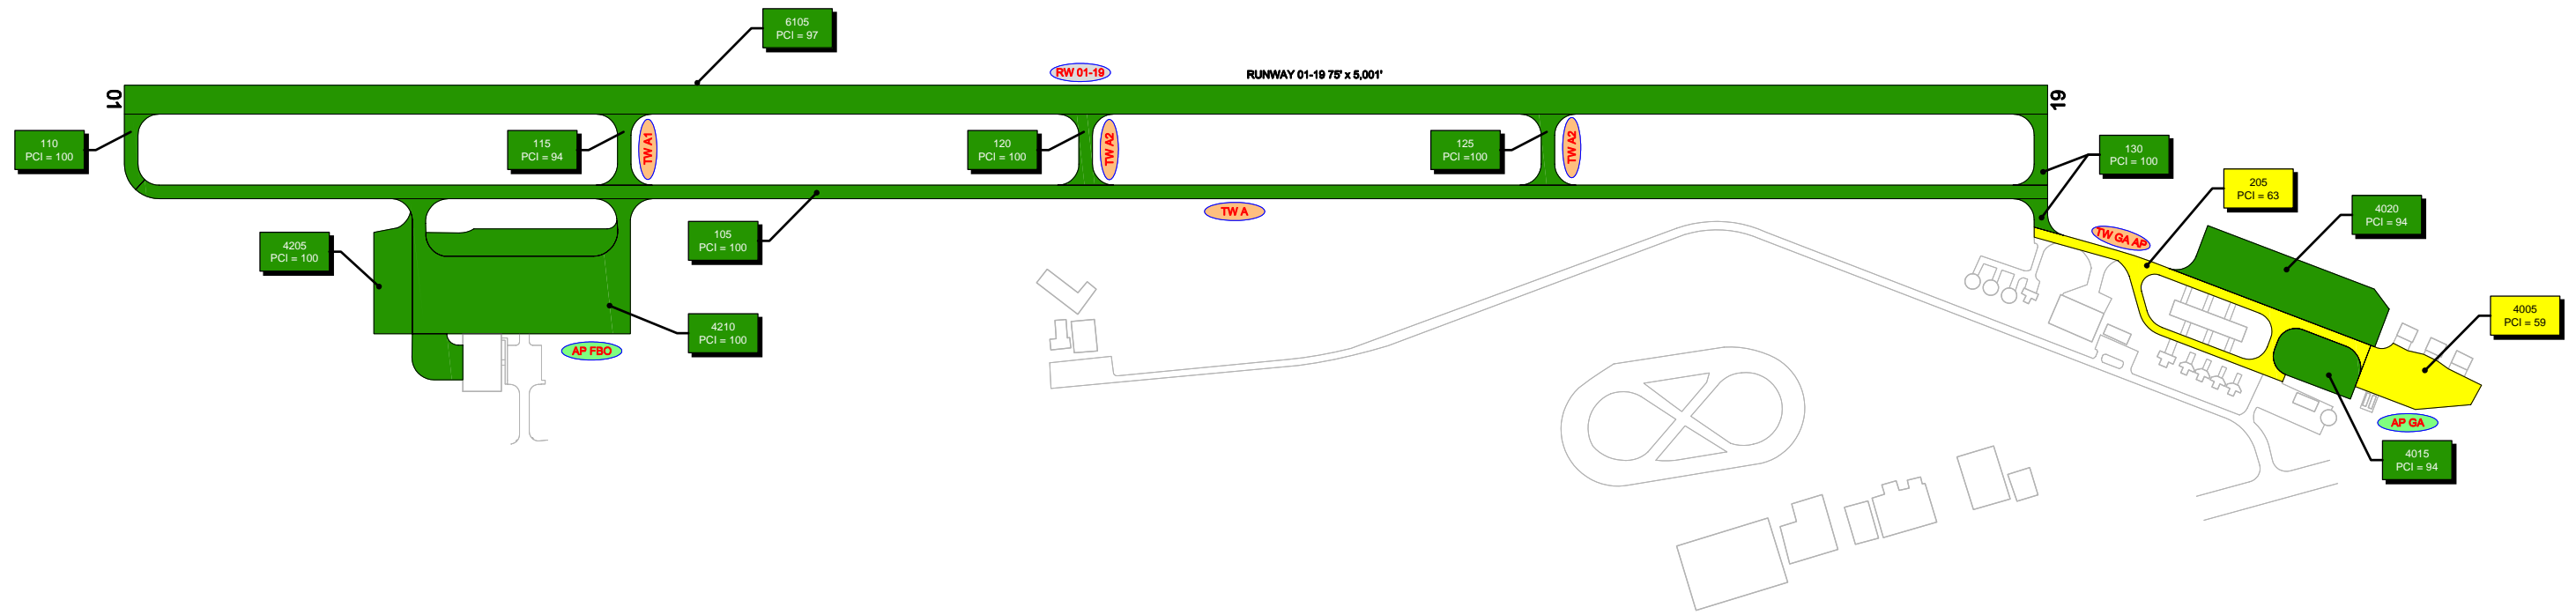 6105
PCI = 97
RW 01-19
RUNWAY 01-19 75' x 5,001'
01
19
110
PCI = 100
115
PCI = 94
TW A1
120
PCI = 100
TW A2
125
PCI =100
TW A2
130
PCI = 100
205
PCI = 63
4020
PCI = 94
TW A
TW GA AP
4205
PCI = 100
105
PCI = 100
4210
PCI = 100
AP FBO
4005
PCI = 59
AP GA
4015
PCI = 94